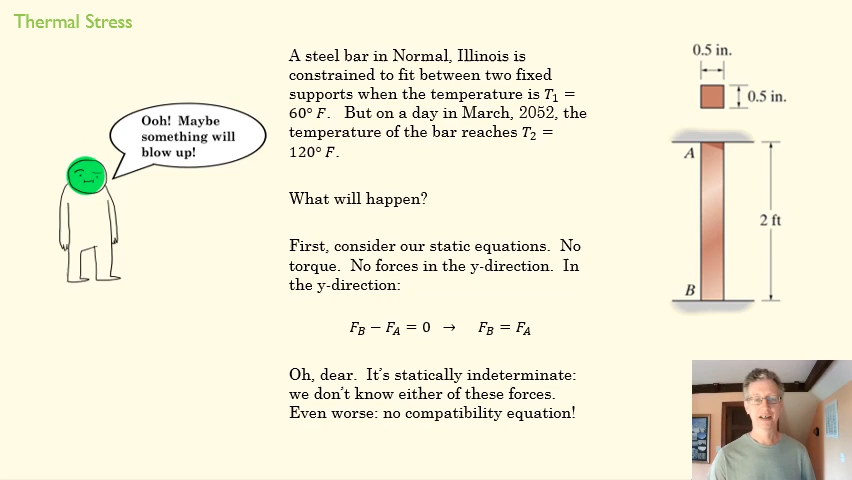 Thermal Stress
Ooh! Maybe
something will
blow up!
A steel bar in Normal, Illinois is
constrained to fit between two fixed
supports when the temperature is T₁ =
60° F. But on a day in March, 2052, the
temperature of the bar reaches T₂ =
120° F.
What will happen?
First, consider our static equations. No
torque. No forces in the y-direction. In
the y-direction:
F_B − F_A = 0 → F_B = F_A
Oh, dear. It's statically indeterminate:
we don't know either of these forces.
Even worse: no compatibility equation!
0.5 in.
0.5 in.
A
2 ft
B